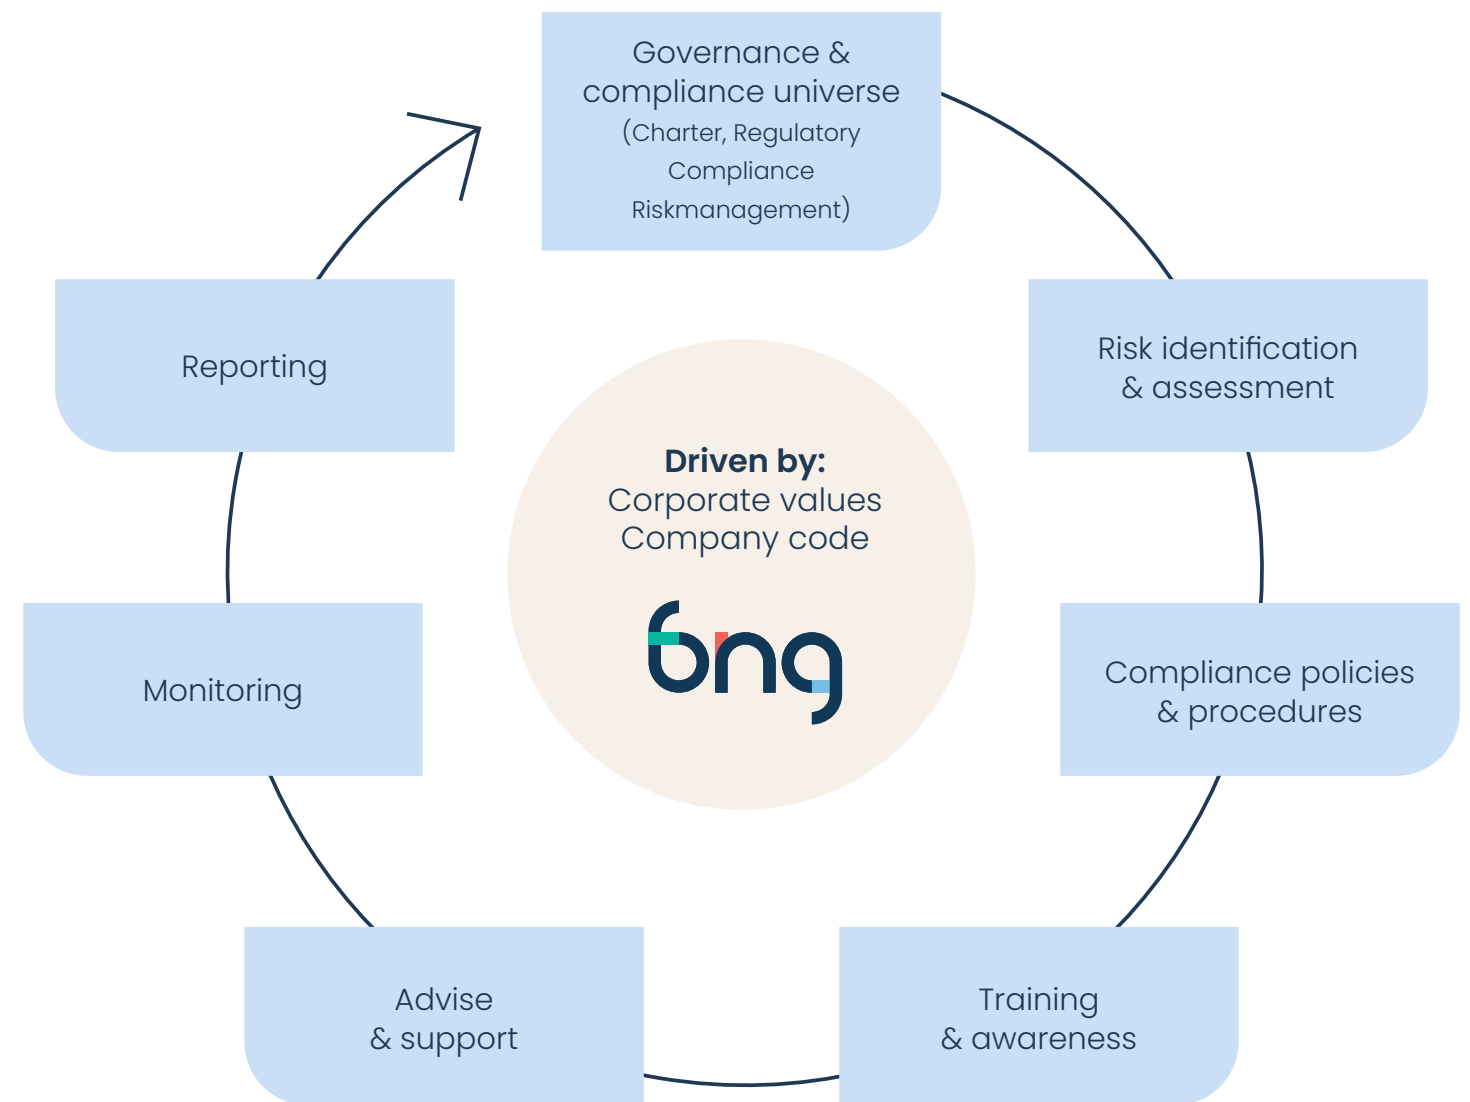 Governance &
compliance universe
(Charter, Regulatory
Compliance
Riskmanagement)
Risk identification
& assessment
Compliance policies
& procedures
Training
& awareness
Advise
& support
Monitoring
Reporting
Driven by:
Corporate values
Company code
bng